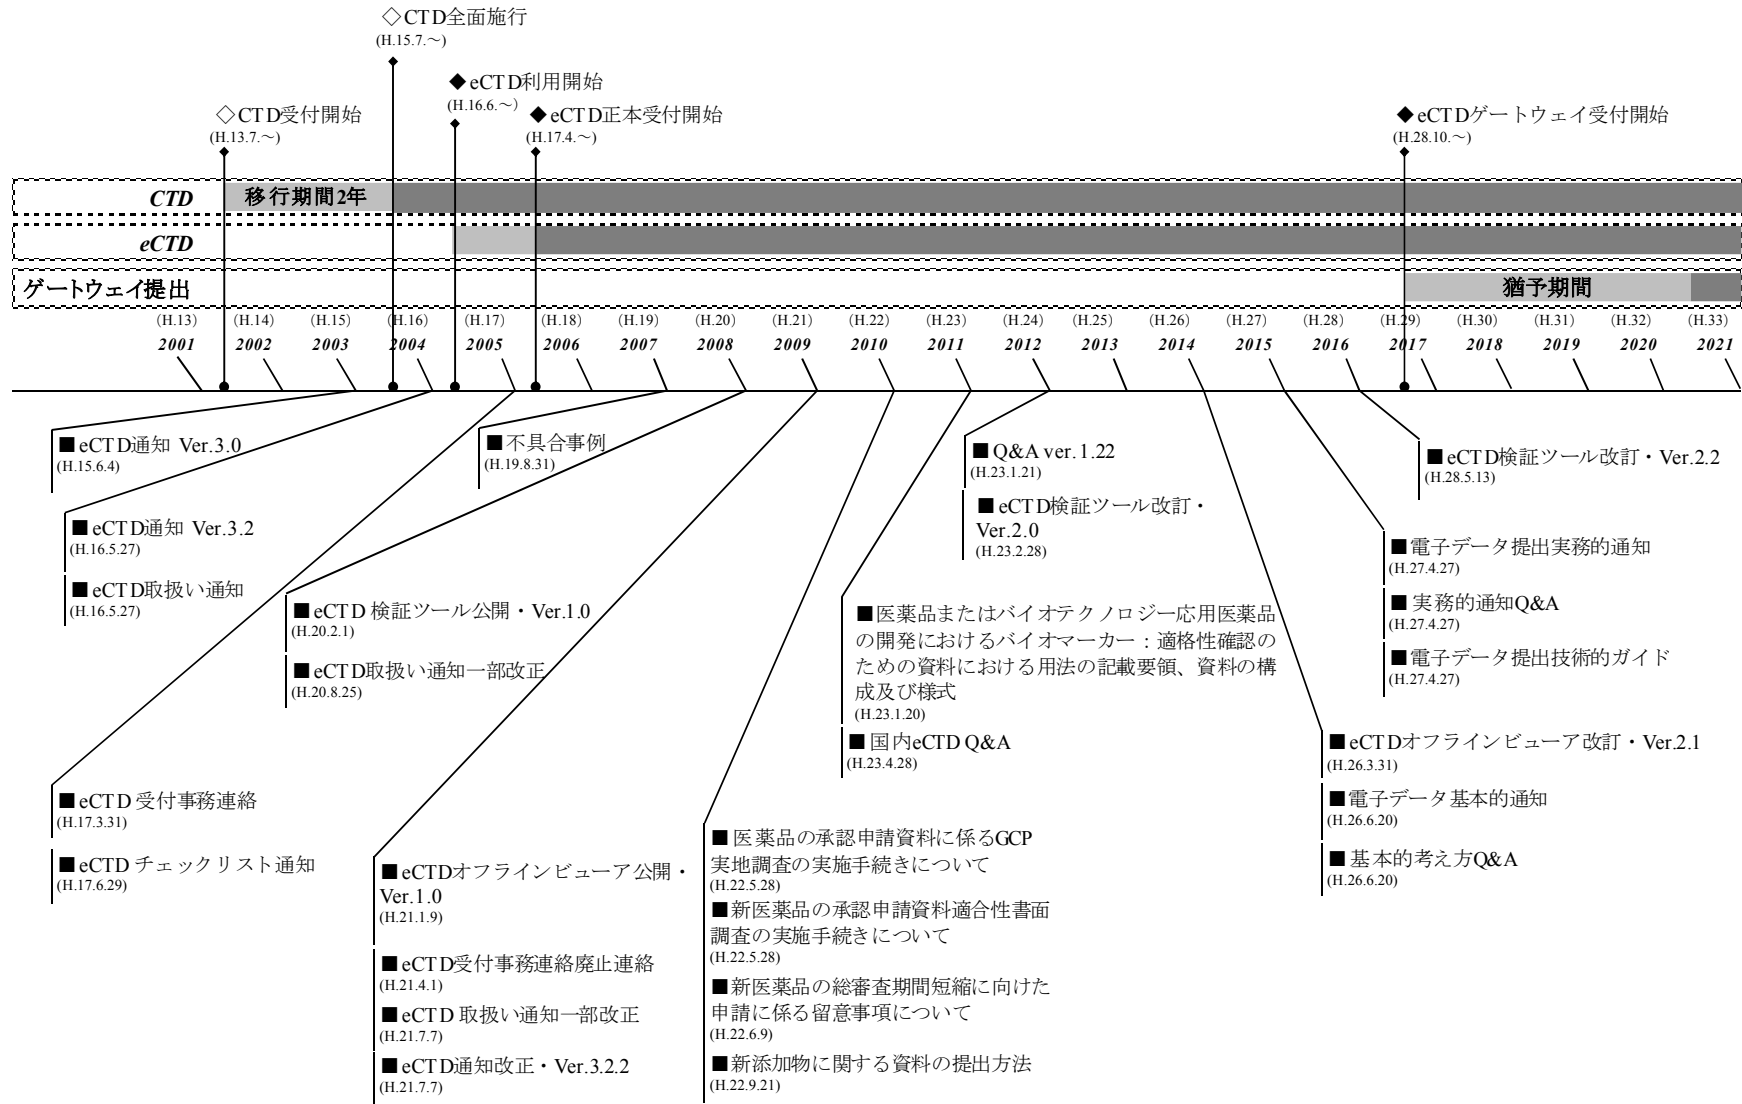 ◇CTD全面施行
(H.15.7.～)
◆eCTD利用開始
(H.16.6.～)
◇CTD受付開始
(H.13.7.～)
◆eCTD正本受付開始
(H.17.4.～)
◆eCTDゲートウェイ受付開始
(H.28.10.～)
CTD
移行期間2年
eCTD
ゲートウェイ提出
猶予期間
(H.13) (H.14) (H.15) (H.16) (H.17) (H.18) (H.19) (H.20) (H.21) (H.22) (H.23) (H.24) (H.25) (H.26) (H.27) (H.28) (H.29) (H.30) (H.31) (H.32) (H.33)
2001 2002 2003 2004 2005 2006 2007 2008 2009 2010 2011 2012 2013 2014 2015 2016 2017 2018 2019 2020 2021
■eCTD通知 Ver.3.0
(H.15.6.4)
■eCTD通知 Ver.3.2
(H.16.5.27)
■eCTD取扱い通知
(H.16.5.27)
■eCTD 受付事務連絡
(H.17.3.31)
■eCTD チェックリスト通知
(H.17.6.29)
■不具合事例
(H.19.8.31)
■eCTD 検証ツール公開・Ver.1.0
(H.20.2.1)
■eCTD取扱い通知一部改正
(H.20.8.25)
■eCTDオフラインビューア公開・
Ver.1.0
(H.21.1.9)
■eCTD受付事務連絡廃止連絡
(H.21.4.1)
■eCTD 取扱い通知一部改正
(H.21.7.7)
■eCTD通知改正・Ver.3.2.2
(H.21.7.7)
■医薬品の承認申請資料に係るGCP
実地調査の実施手続きについて
(H.22.5.28)
■新医薬品の承認申請資料適合性書面
調査の実施手続きについて
(H.22.5.28)
■新医薬品の総審査期間短縮に向けた
申請に係る留意事項について
(H.22.6.9)
■新添加物に関する資料の提出方法
(H.22.9.21)
■医薬品またはバイオテクノロジー応用医薬品
の開発におけるバイオマーカー：適格性確認の
ための資料における用法の記載要領、資料の構
成及び様式
(H.23.1.20)
■国内eCTD Q&A
(H.23.4.28)
■Q&A ver.1.22
(H.23.1.21)
■eCTD検証ツール改訂・
Ver.2.0
(H.23.2.28)
■eCTDオフラインビューア改訂・Ver.2.1
(H.26.3.31)
■電子データ基本的通知
(H.26.6.20)
■基本的考え方Q&A
(H.26.6.20)
■電子データ提出実務的通知
(H.27.4.27)
■実務的通知Q&A
(H.27.4.27)
■電子データ提出技術的ガイド
(H.27.4.27)
■eCTD検証ツール改訂・Ver.2.2
(H.28.5.13)